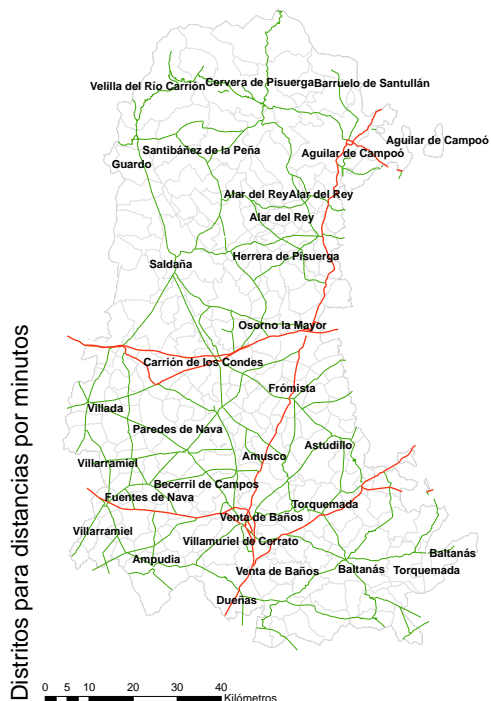 Velilla del Río Carrión
Cervera de Pisuerga
Barruelo de Santullán
Aguilar de Campoó
Santibáñez de la Peña
Aguilar de Campoó
Guardo
Alar del Rey
Alar del Rey
Alar del Rey
Herrera de Pisuerga
Saldaña
Osorno la Mayor
Carrión de los Condes
Frómista
Villada
Paredes de Nava
Astudillo
Amusco
Villarramiel
Becerril de Campos
Fuentes de Nava
Torquemada
Venta de Baños
Villarramiel
Villamuriel de Cerrato
Baltanás
Ampudia
Venta de Baños
Baltanás
Torquemada
Dueñas
Distritos para distancias por minutos
0 5 10 20 30 40
Kilómetros